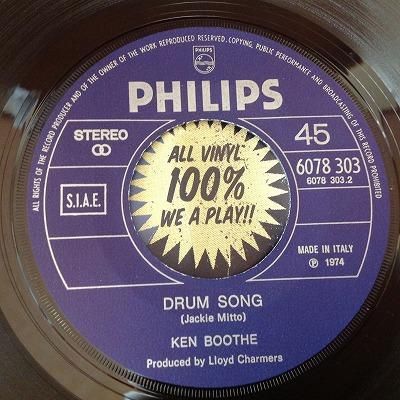 ALL RIGHTS OF THE RECORD PRODUCER AND OF THE OWNER OF THE WORK REPRODUCED RESERVED. COPYING, PUBLIC PERFORMANCE AND BROADCASTING OF THIS RECORD PROHIBITED
PHILIPS
PHILIPS
STEREO
45
6078 303
6078 303.2
S.I.A.E.
ALL VINYL
100%
WE A PLAY!!
MADE IN ITALY
Ⓟ 1974
DRUM SONG
(Jackie Mitto)
KEN BOOTHE
Produced by Lloyd Charmers